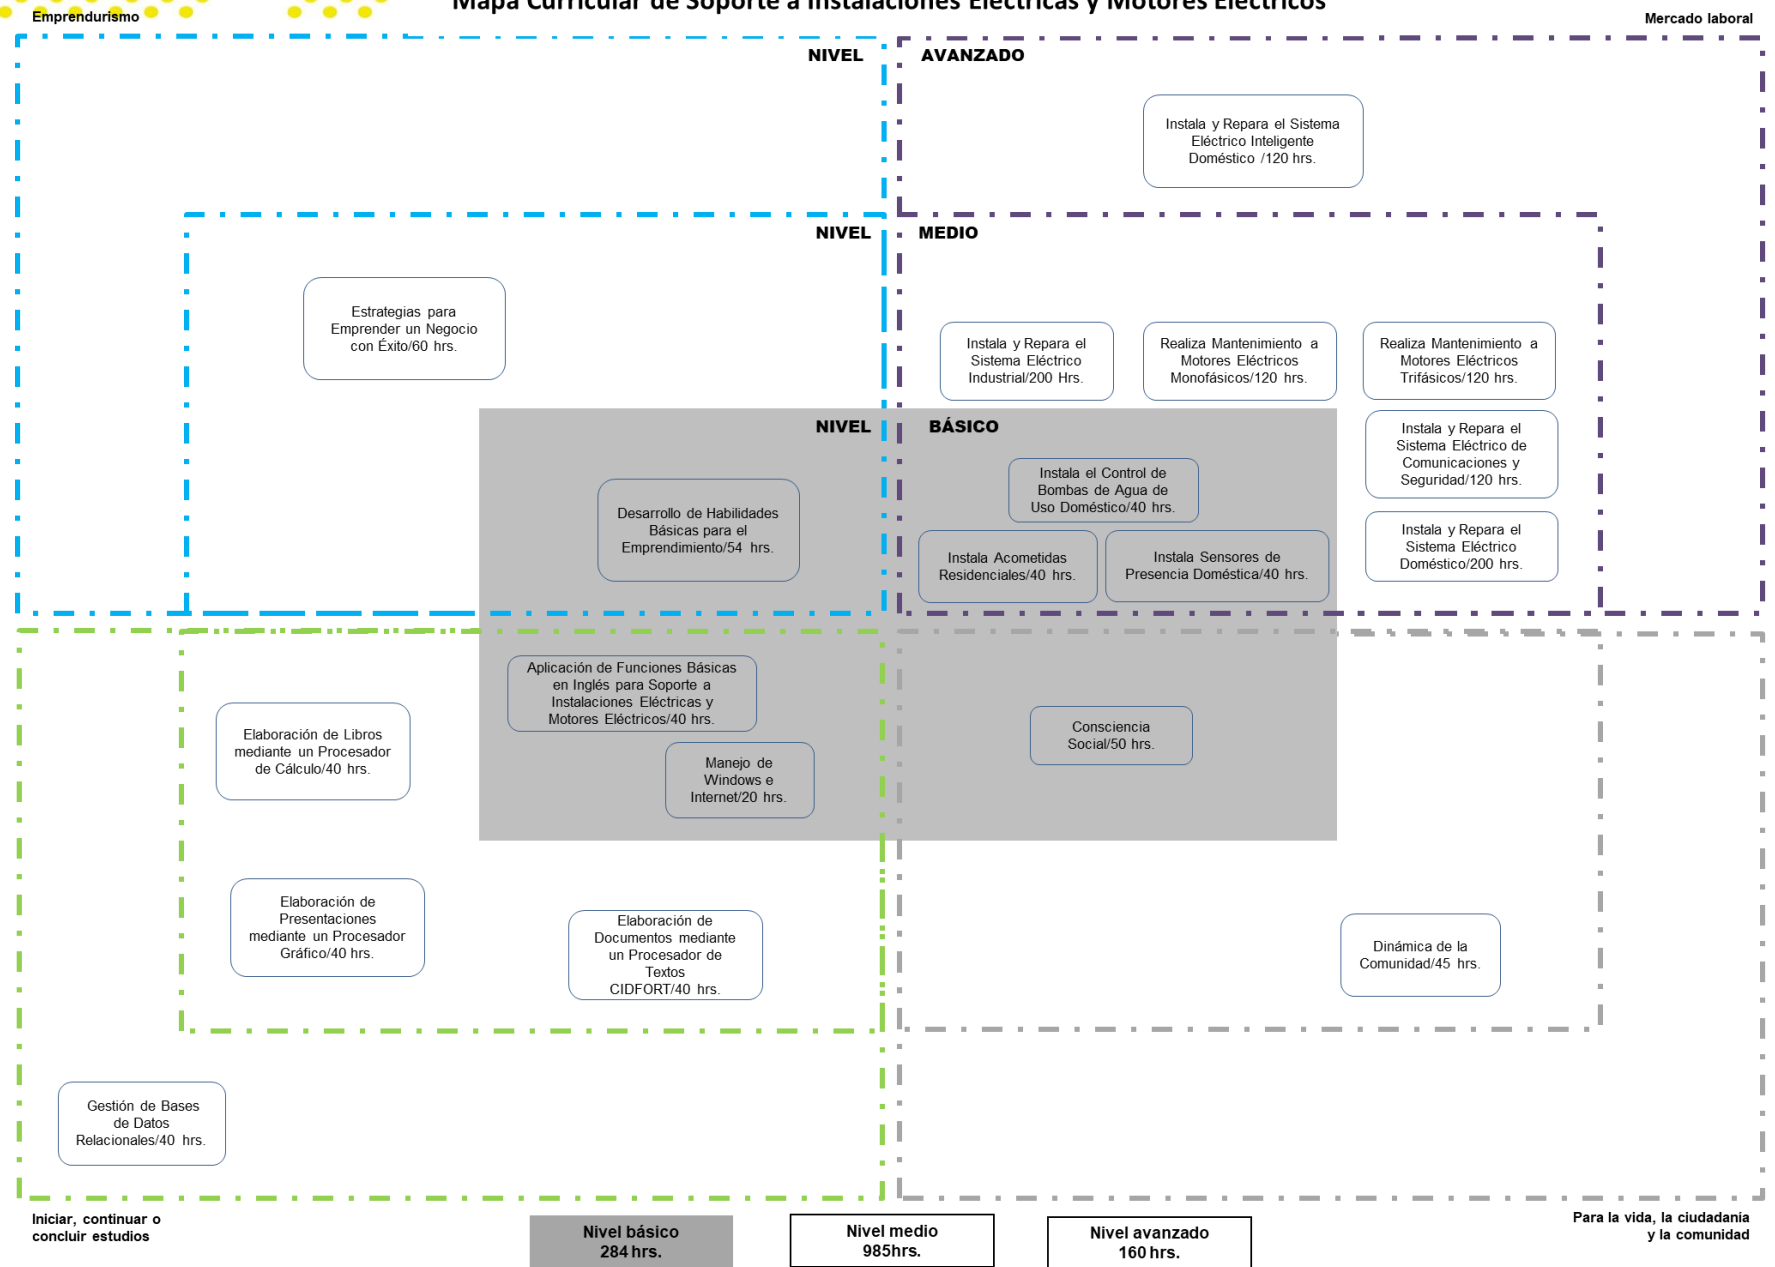 Mapa Curricular de Soporte a Instalaciones Eléctricas y Motores Eléctricos
Emprendurismo
Mercado laboral
NIVEL AVANZADO
Instala y Repara el Sistema
Eléctrico Inteligente
Doméstico /120 hrs.
NIVEL MEDIO
Estrategias para
Emprender un Negocio
con Éxito/60 hrs.
Instala y Repara el
Sistema Eléctrico
Industrial/200 Hrs.
Realiza Mantenimiento a
Motores Eléctricos
Monofásicos/120 hrs.
Realiza Mantenimiento a
Motores Eléctricos
Trifásicos/120 hrs.
NIVEL BÁSICO
Instala y Repara el
Sistema Eléctrico de
Comunicaciones y
Seguridad/120 hrs.
Desarrollo de Habilidades
Básicas para el
Emprendimiento/54 hrs.
Instala el Control de
Bombas de Agua de
Uso Doméstico/40 hrs.
Instala Acometidas
Residenciales/40 hrs.
Instala Sensores de
Presencia Doméstica/40 hrs.
Instala y Repara el
Sistema Eléctrico
Doméstico/200 hrs.
Aplicación de Funciones Básicas
en Inglés para Soporte a
Instalaciones Eléctricas y
Motores Eléctricos/40 hrs.
Elaboración de Libros
mediante un Procesador
de Cálculo/40 hrs.
Manejo de
Windows e
Internet/20 hrs.
Consciencia
Social/50 hrs.
Elaboración de
Presentaciones
mediante un Procesador
Gráfico/40 hrs.
Elaboración de
Documentos mediante
un Procesador de
Textos
CIDFORT/40 hrs.
Dinámica de la
Comunidad/45 hrs.
Gestión de Bases
de Datos
Relacionales/40 hrs.
Iniciar, continuar o
concluir estudios
Nivel básico
284 hrs.
Nivel medio
985hrs.
Nivel avanzado
160 hrs.
Para la vida, la ciudadanía
y la comunidad